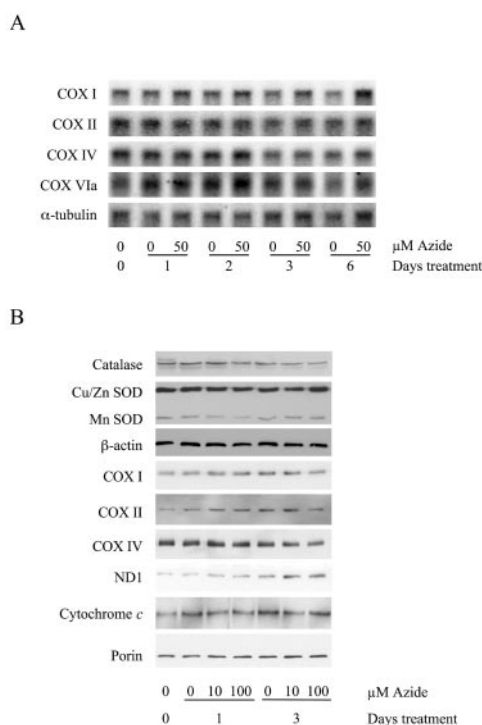 A
COX I
COX II
COX IV
COX VIa
α-tubulin
0 0 50 0 50 0 50 0 50 µM Azide
0 1 2 3 6 Days treatment
B
Catalase
Cu/Zn SOD
Mn SOD
β-actin
COX I
COX II
COX IV
ND1
Cytochrome c
Porin
0 0 10 100 0 10 100 µM Azide
0 1 3 Days treatment